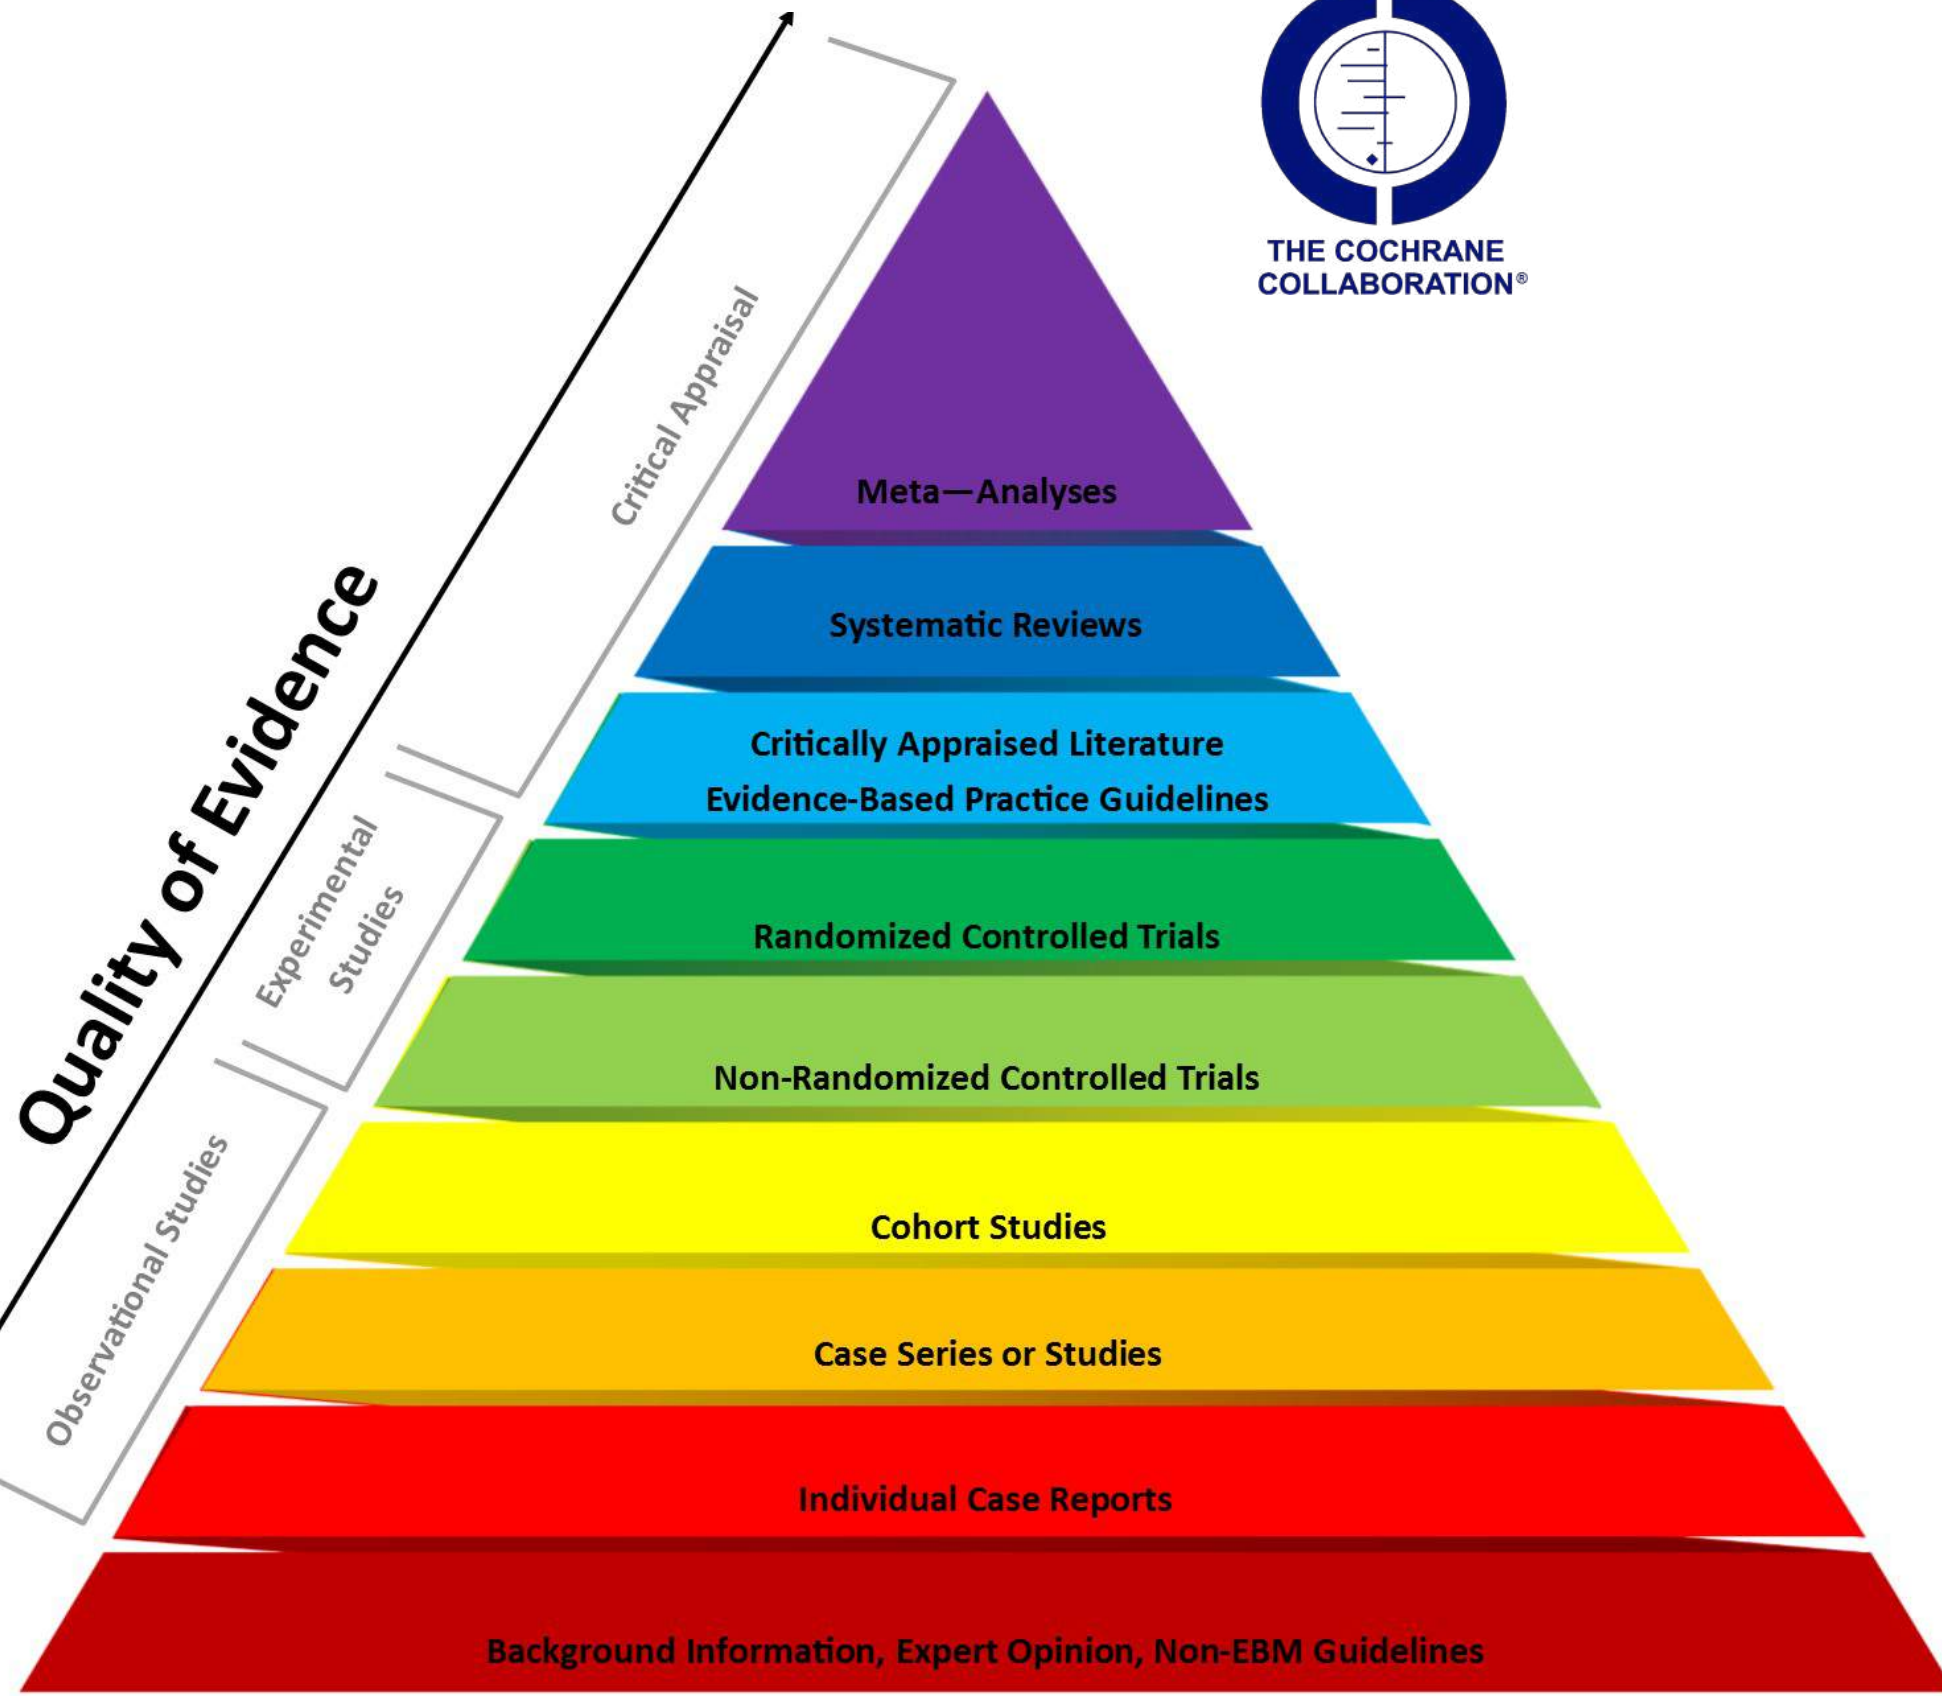 THE COCHRANE
COLLABORATION®
Quality of Evidence
Critical Appraisal
Experimental
Studies
Observational Studies
Meta—Analyses
Systematic Reviews
Critically Appraised Literature
Evidence-Based Practice Guidelines
Randomized Controlled Trials
Non-Randomized Controlled Trials
Cohort Studies
Case Series or Studies
Individual Case Reports
Background Information, Expert Opinion, Non-EBM Guidelines